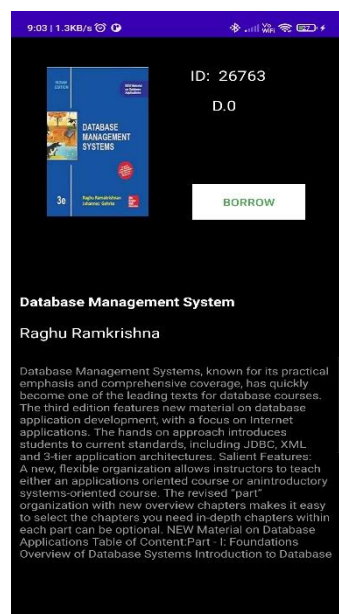 9:03 | 1.3KB/s
ID: 26763
D.0
DATABASE
MANAGEMENT
SYSTEMS
3e
Raghu Ramakrishnan
Johannes Gehrke
BORROW
Database Management System
Raghu Ramkrishna
Database Management Systems, known for its practical
emphasis and comprehensive coverage, has quickly
become one of the leading texts for database courses.
The third edition features new material on database
application development, with a focus on Internet
applications. The hands on approach introduces
students to current standards, including JDBC, XML
and 3-tier application architectures. Salient Features:
A new, flexible organization allows instructors to teach
either an applications oriented course or anintroductory
systems-oriented course. The revised "part"
organization with new overview chapters makes it easy
to select the chapters you need in-depth chapters within
each part can be optional. NEW Material on Database
Applications Table of Content:Part - I: Foundations
Overview of Database Systems Introduction to Database